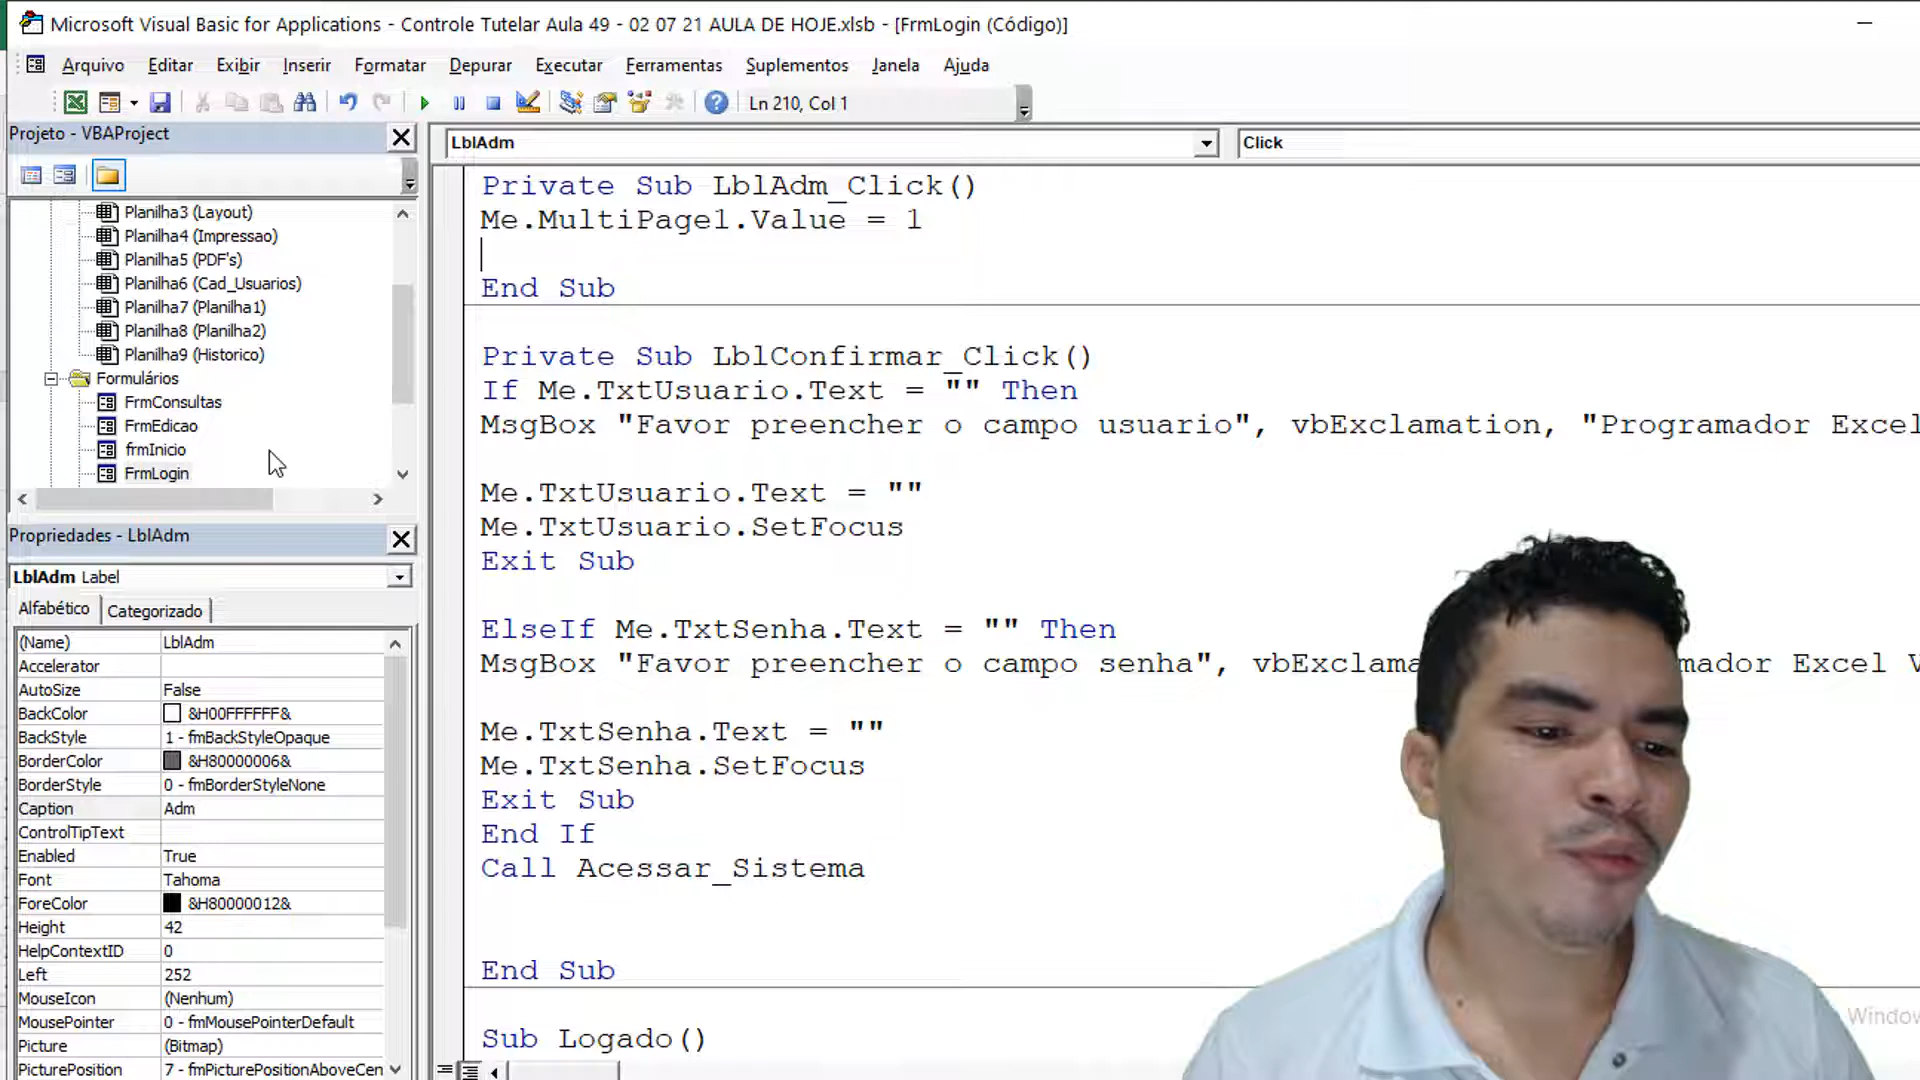 Microsoft Visual Basic for Applications - Controle Tutelar Aula 49 - 02 07 21 AULA DE HOJE.xlsb - [FrmLogin (Código)]
Arquivo Editar Exibir Inserir Formatar Depurar Executar Ferramentas Suplementos Janela Ajuda
Ln 210, Col 1
Projeto - VBAProject
Planilha3 (Layout)
Planilha4 (Impressao)
Planilha5 (PDF's)
Planilha6 (Cad_Usuarios)
Planilha7 (Planilha1)
Planilha8 (Planilha2)
Planilha9 (Historico)
Formulários
FrmConsultas
FrmEdicao
frmInicio
FrmLogin
Propriedades - LblAdm
LblAdm Label
Alfabético Categorizado
(Name) LblAdm
Accelerator
AutoSize False
BackColor &H00FFFFFF&
BackStyle 1 - fmBackStyleOpaque
BorderColor &H80000006&
BorderStyle 0 - fmBorderStyleNone
Caption Adm
ControlTipText
Enabled True
Font Tahoma
ForeColor &H80000012&
Height 42
HelpContextID 0
Left 252
MouseIcon (Nenhum)
MousePointer 0 - fmMousePointerDefault
Picture (Bitmap)
PicturePosition 7 - fmPicturePositionAboveCen
LblAdm Click
Private Sub LblAdm_Click()
Me.MultiPage1.Value = 1
End Sub
Private Sub LblConfirmar_Click()
If Me.TxtUsuario.Text = "" Then
MsgBox "Favor preencher o campo usuario", vbExclamation, "Programador Excel
Me.TxtUsuario.Text = ""
Me.TxtUsuario.SetFocus
Exit Sub
ElseIf Me.TxtSenha.Text = "" Then
MsgBox "Favor preencher o campo senha", vbExclama mador Excel V
Me.TxtSenha.Text = ""
Me.TxtSenha.SetFocus
Exit Sub
End If
Call Acessar_Sistema
End Sub
Sub Logado()
Window